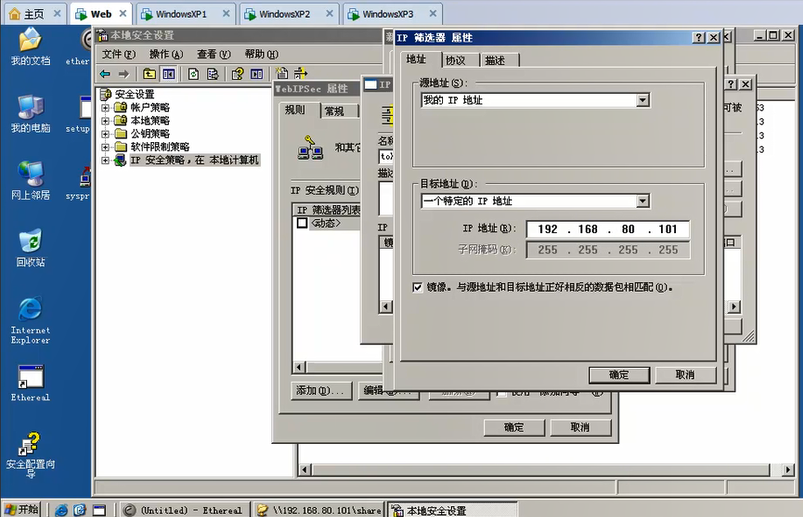 主页
Web
WindowsXP1
WindowsXP2
WindowsXP3
我的文档
我的电脑
网上邻居
回收站
Internet
Explorer
Ethereal
安全配置向
导
ether
setup
syspr
本地安全设置
文件(F)
操作(A)
查看(V)
帮助(H)
安全设置
帐户策略
本地策略
公钥策略
软件限制策略
IP 安全策略，在 本地计算机
WebIPSec 属性
规则
常规
和其它
IP 安全规则(I)
IP 筛选器列表
<动态>
添加(D)...
编辑
确定
取消
IP
名称
描述
IP
镜
可被
IP 筛选器 属性
地址
协议
描述
源地址(S):
我的 IP 地址
目标地址(D):
一个特定的 IP 地址
IP 地址(R):
192 . 168 . 80 . 101
子网掩码(K):
255 . 255 . 255 . 255
镜像。与源地址和目标地址正好相反的数据包相匹配(O)。
确定
取消
开始
(Untitled) - Ethereal
\\192.168.80.101\share
本地安全设置